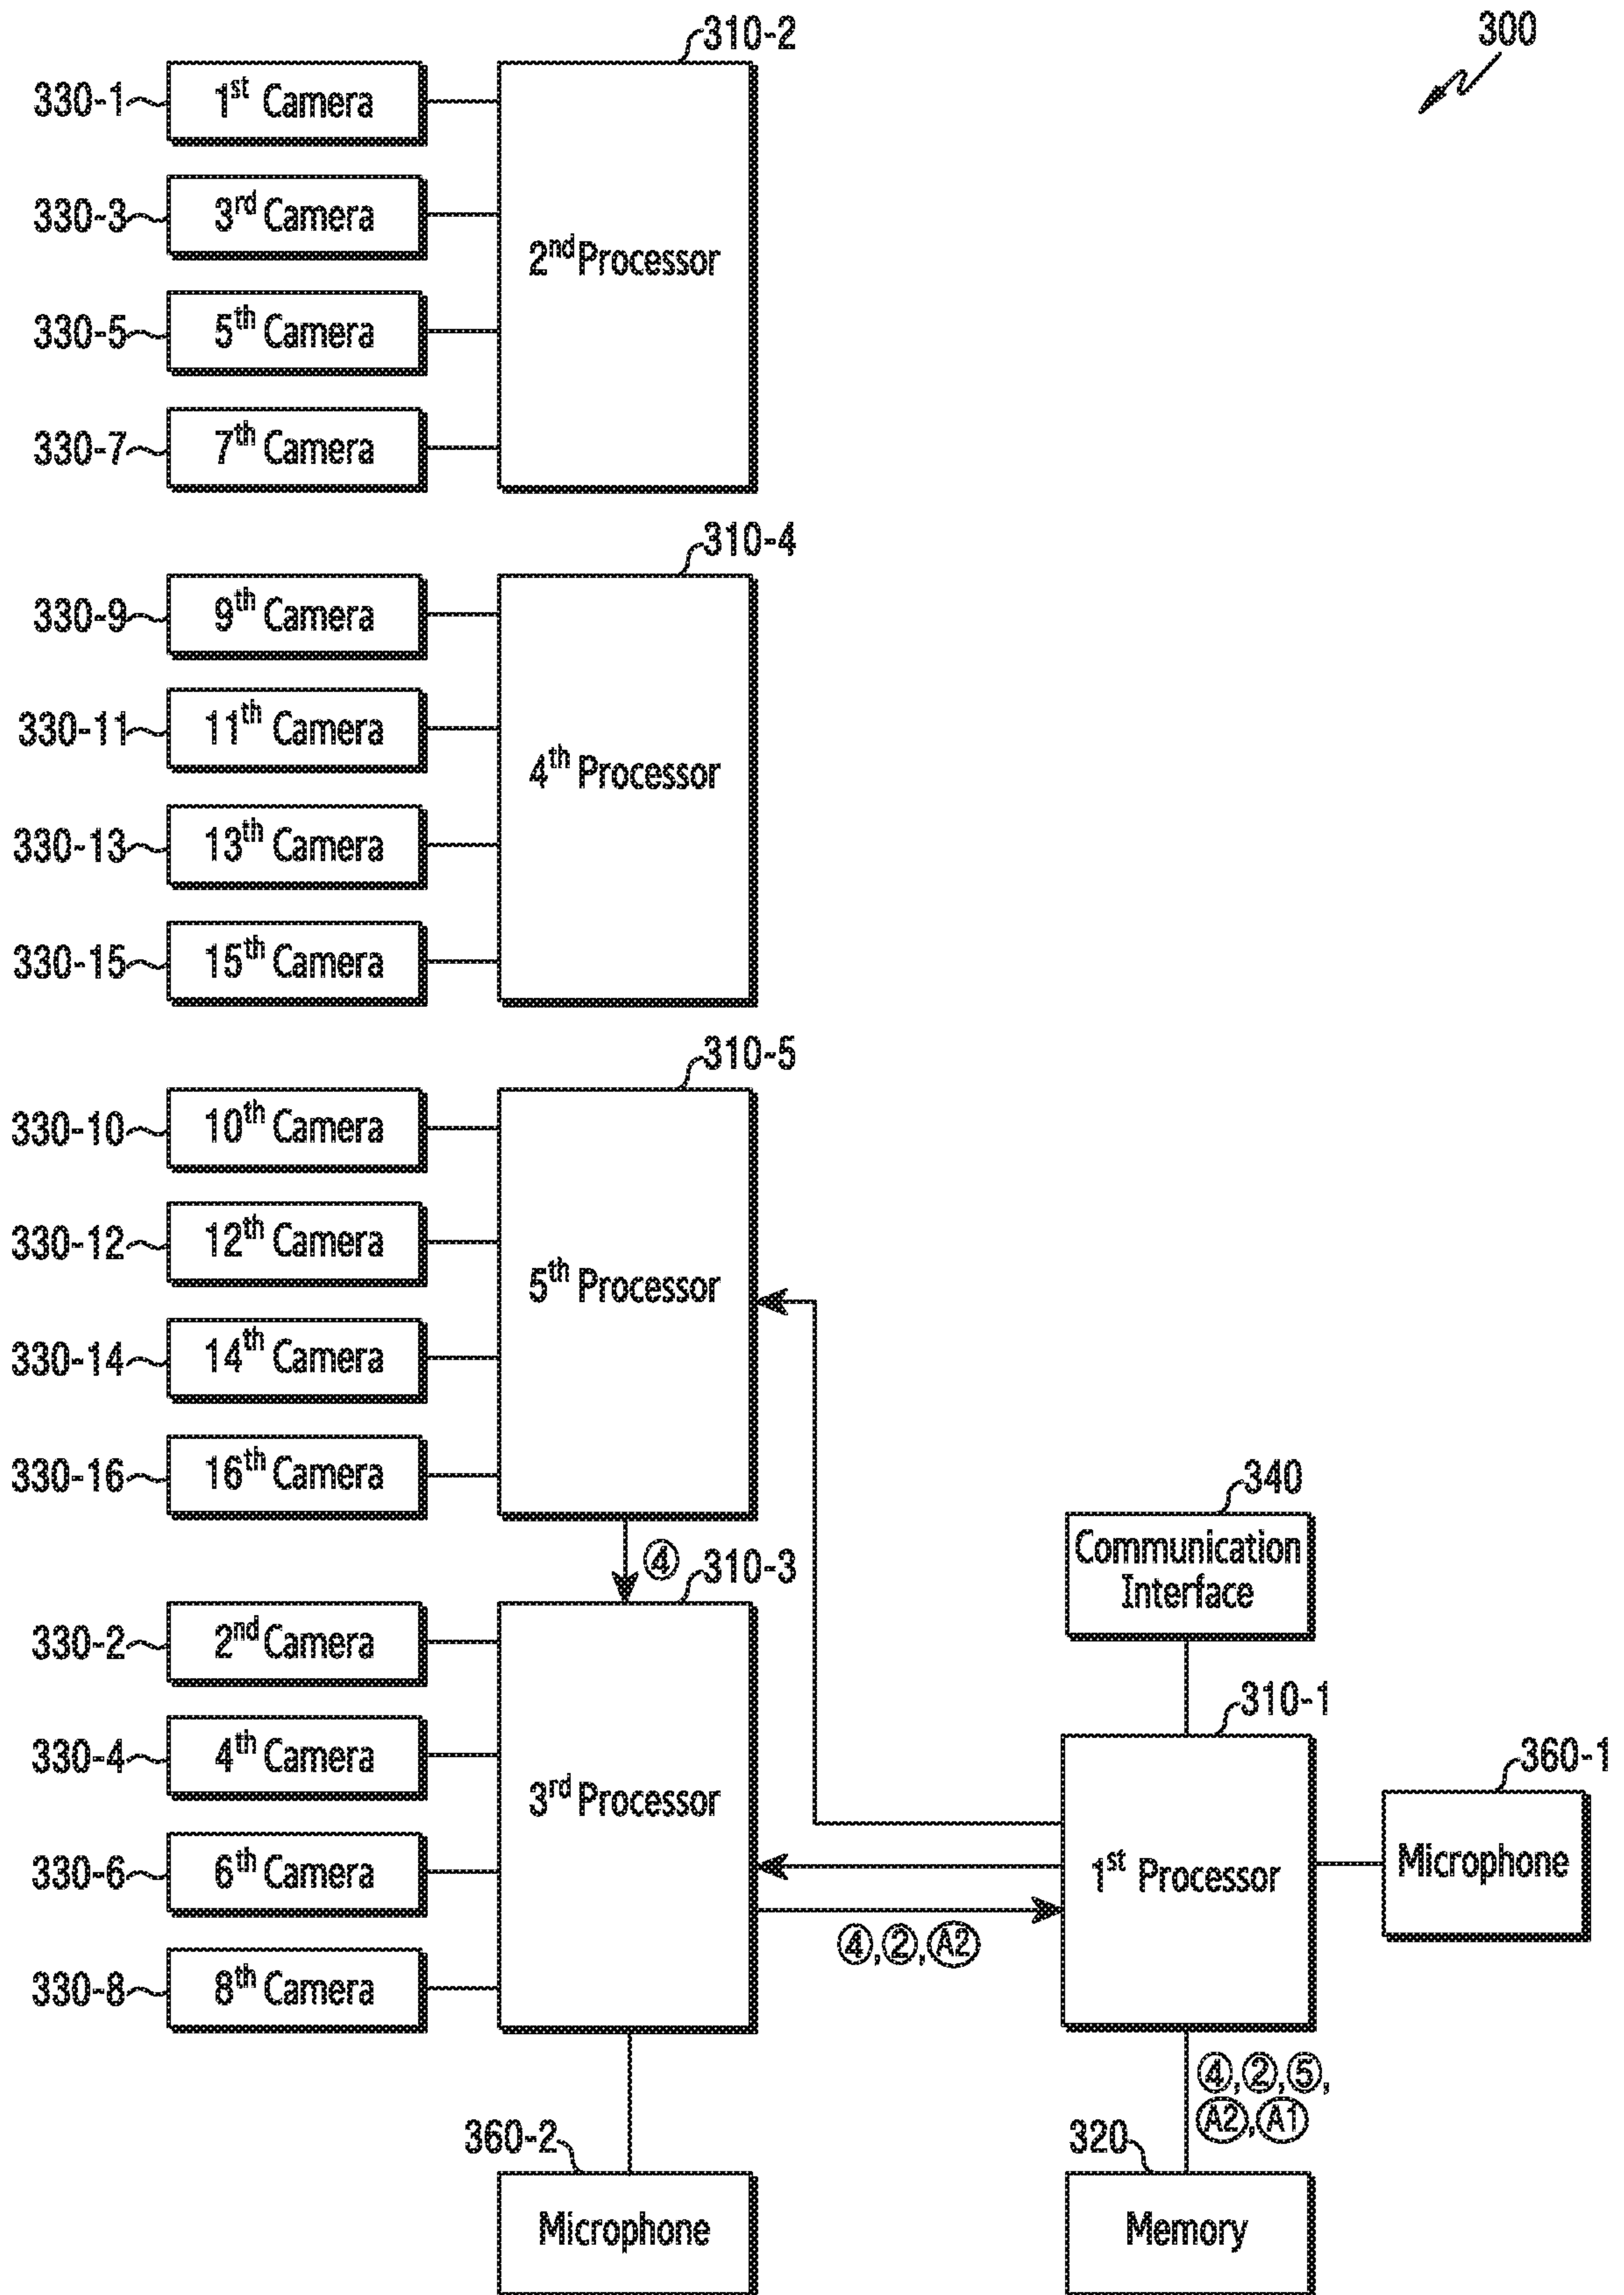 300
310-2
330-1
1st Camera
330-3
3rd Camera
2nd Processor
330-5
5th Camera
330-7
7th Camera
310-4
330-9
9th Camera
330-11
11th Camera
4th Processor
330-13
13th Camera
330-15
15th Camera
310-5
330-10
10th Camera
330-12
12th Camera
5th Processor
330-14
14th Camera
330-16
16th Camera
340
Communication
Interface
④
310-3
330-2
2nd Camera
310-1
330-4
4th Camera
360-1
3rd Processor
330-6
6th Camera
1st Processor
Microphone
④,②,Ⓐ2
330-8
8th Camera
④,②,⑤,
A2,A1
360-2
320
Microphone
Memory